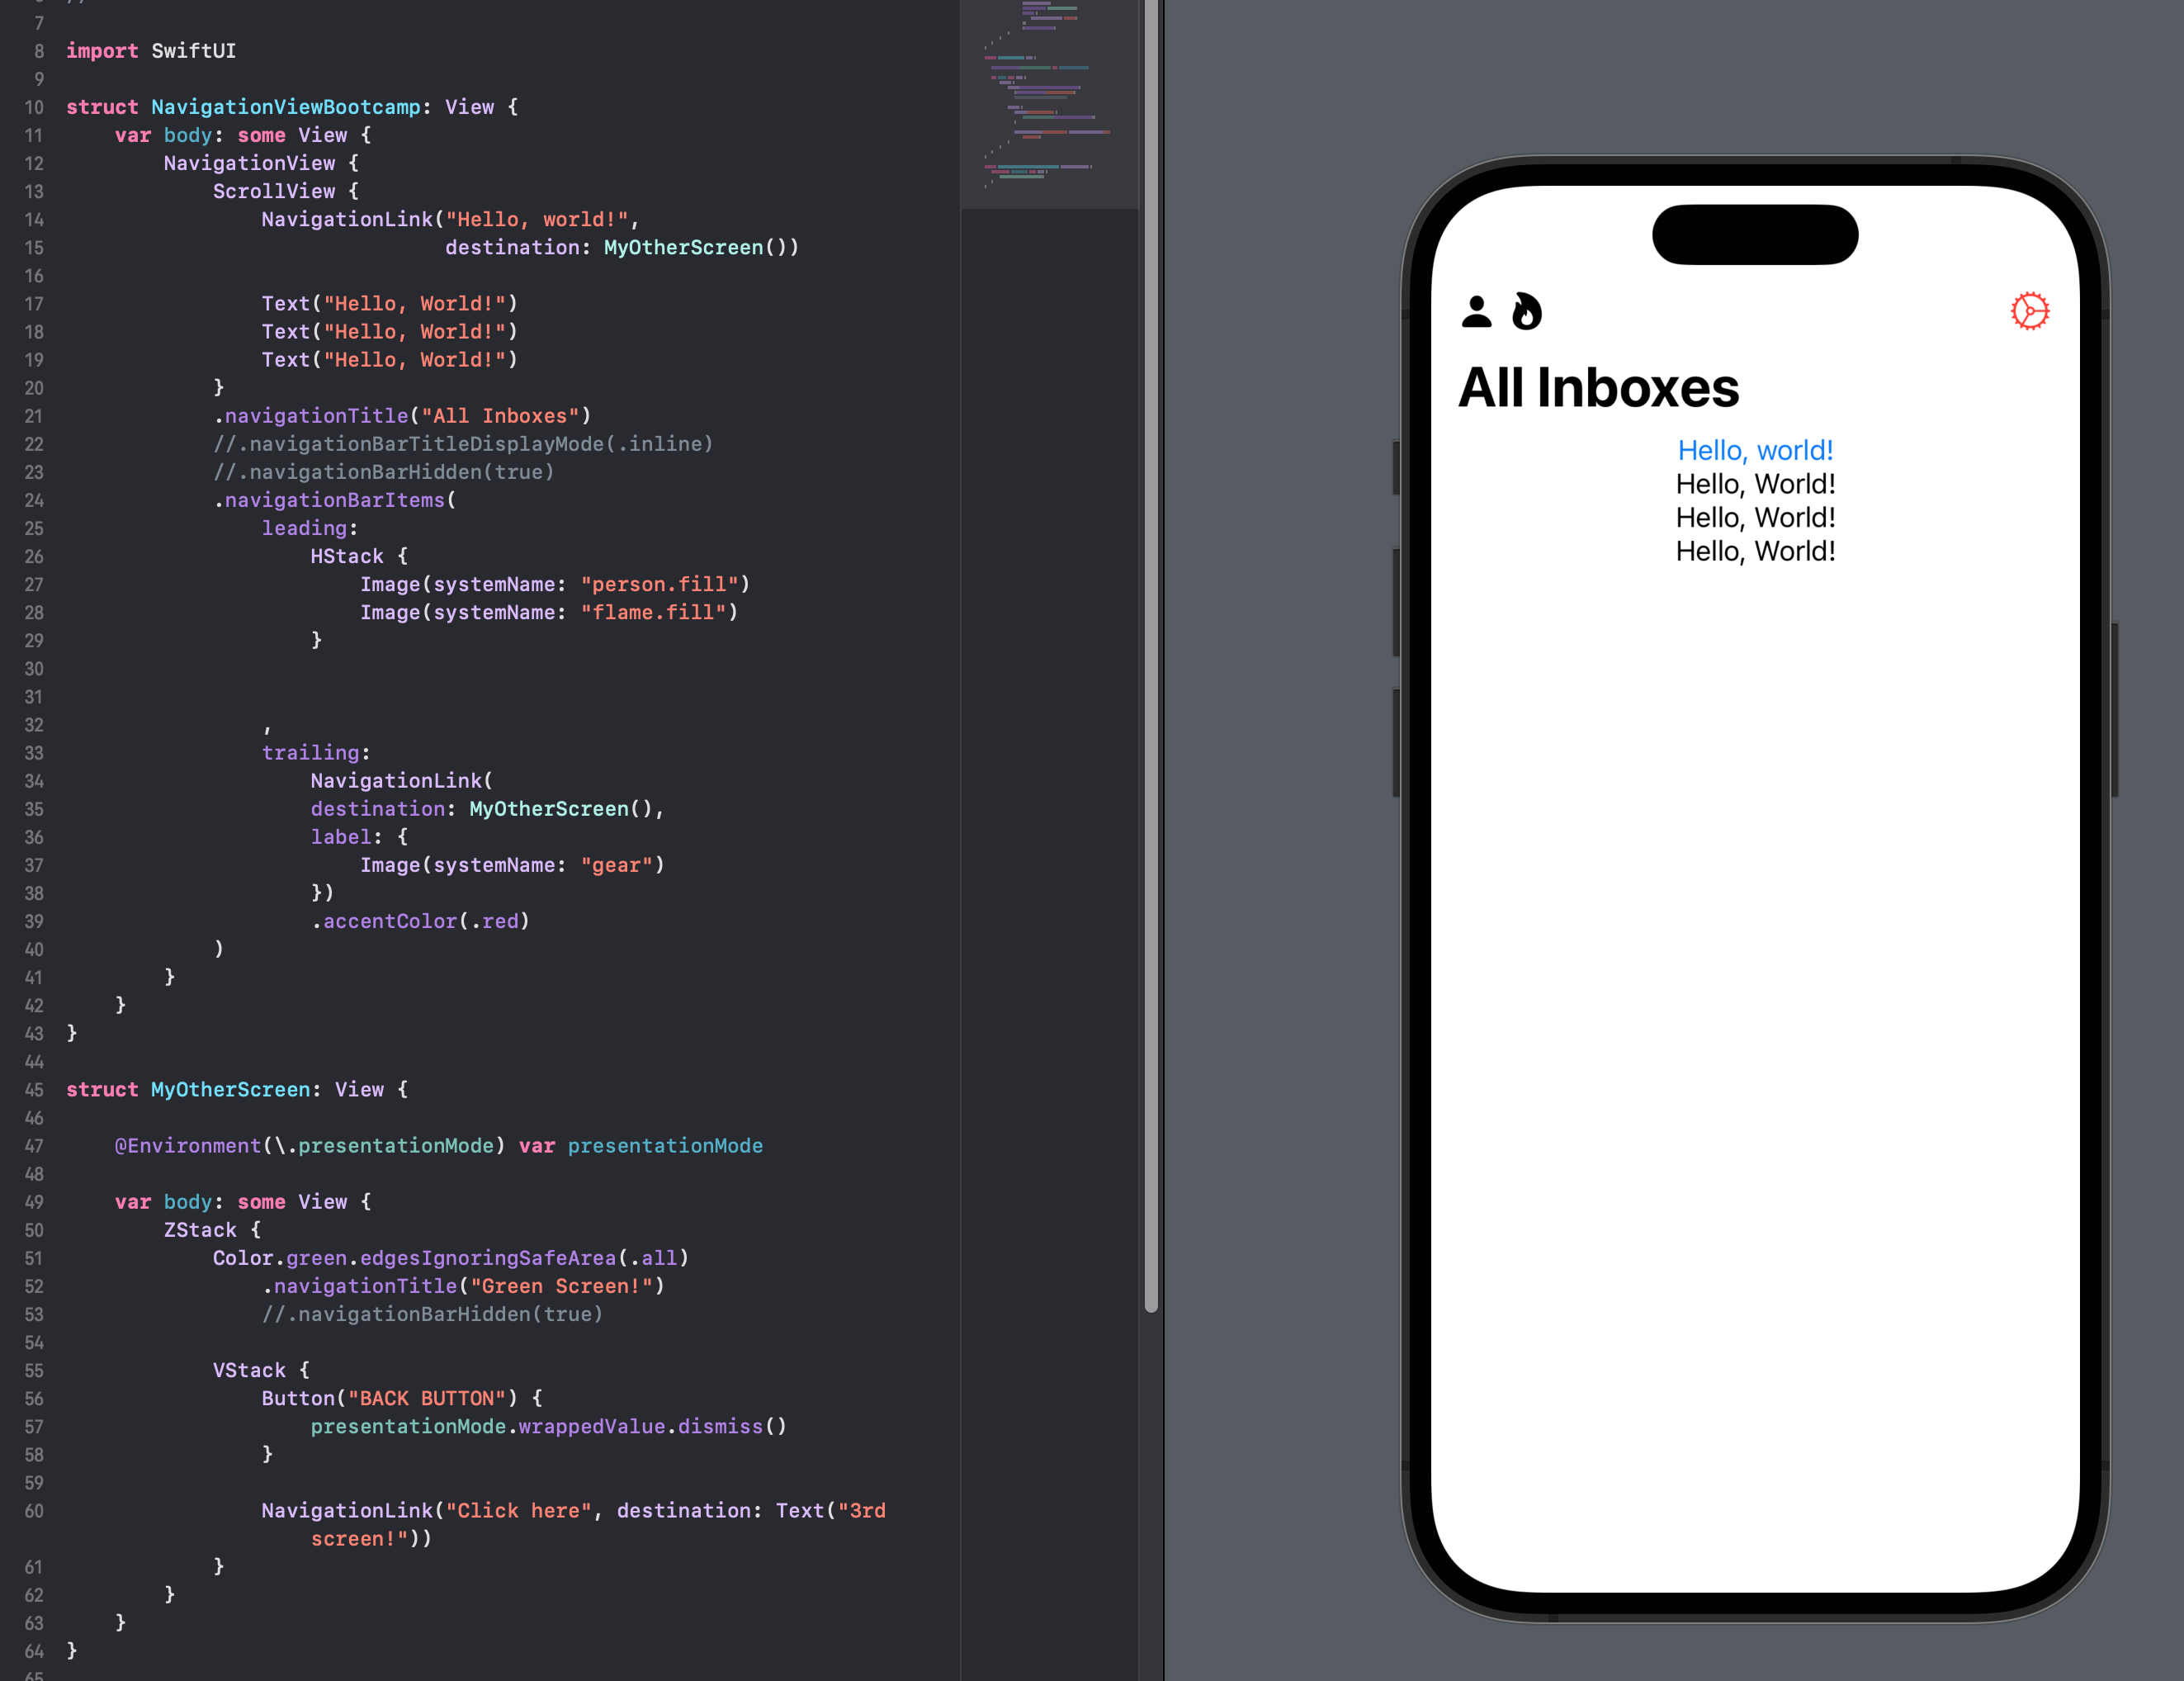 //
7
8 import SwiftUI
9
10 struct NavigationViewBootcamp: View {
11     var body: some View {
12         NavigationView {
13             ScrollView {
14                 NavigationLink("Hello, world!",
15                                destination: MyOtherScreen())
16
17                 Text("Hello, World!")
18                 Text("Hello, World!")
19                 Text("Hello, World!")
20             }
21             .navigationTitle("All Inboxes")
22             //.navigationBarTitleDisplayMode(.inline)
23             //.navigationBarHidden(true)
24             .navigationBarItems(
25                 leading:
26                     HStack {
27                         Image(systemName: "person.fill")
28                         Image(systemName: "flame.fill")
29                     }
30
31
32                 ,
33                 trailing:
34                     NavigationLink(
35                     destination: MyOtherScreen(),
36                     label: {
37                         Image(systemName: "gear")
38                     })
39                     .accentColor(.red)
40             )
41         }
42     }
43 }
44
45 struct MyOtherScreen: View {
46
47     @Environment(\.presentationMode) var presentationMode
48
49     var body: some View {
50         ZStack {
51             Color.green.edgesIgnoringSafeArea(.all)
52                 .navigationTitle("Green Screen!")
53                 //.navigationBarHidden(true)
54
55             VStack {
56                 Button("BACK BUTTON") {
57                     presentationMode.wrappedValue.dismiss()
58                 }
59
60                 NavigationLink("Click here", destination: Text("3rd
                    screen!"))
61             }
62         }
63     }
64 }
65
All Inboxes
Hello, world!
Hello, World!
Hello, World!
Hello, World!